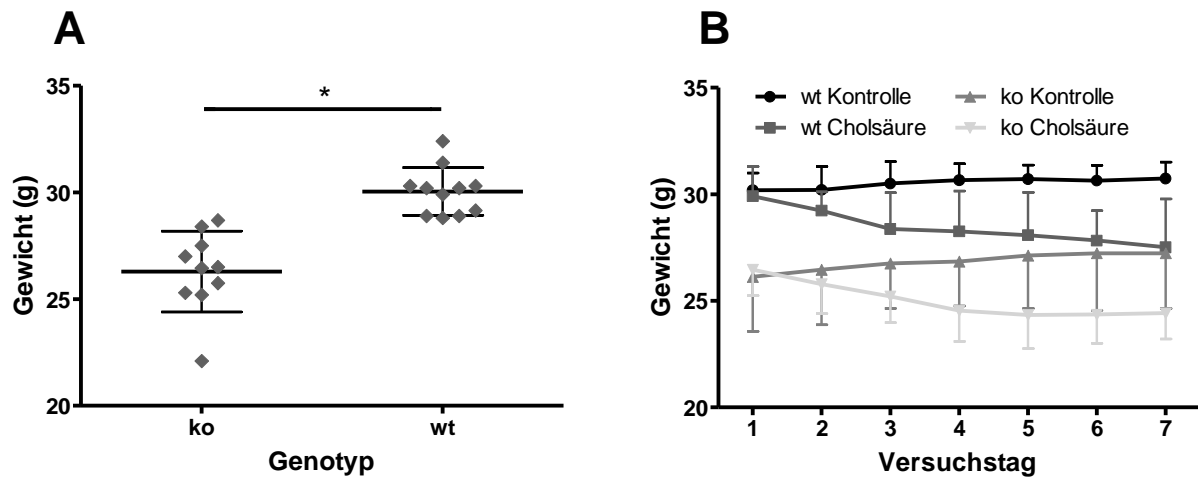 A
Gewicht (g)
35
30
25
20
*
ko wt
Genotyp
B
Gewicht (g)
35
30
25
20
wt Kontrolle ko Kontrolle
wt Cholsäure ko Cholsäure
1 2 3 4 5 6 7
Versuchstag